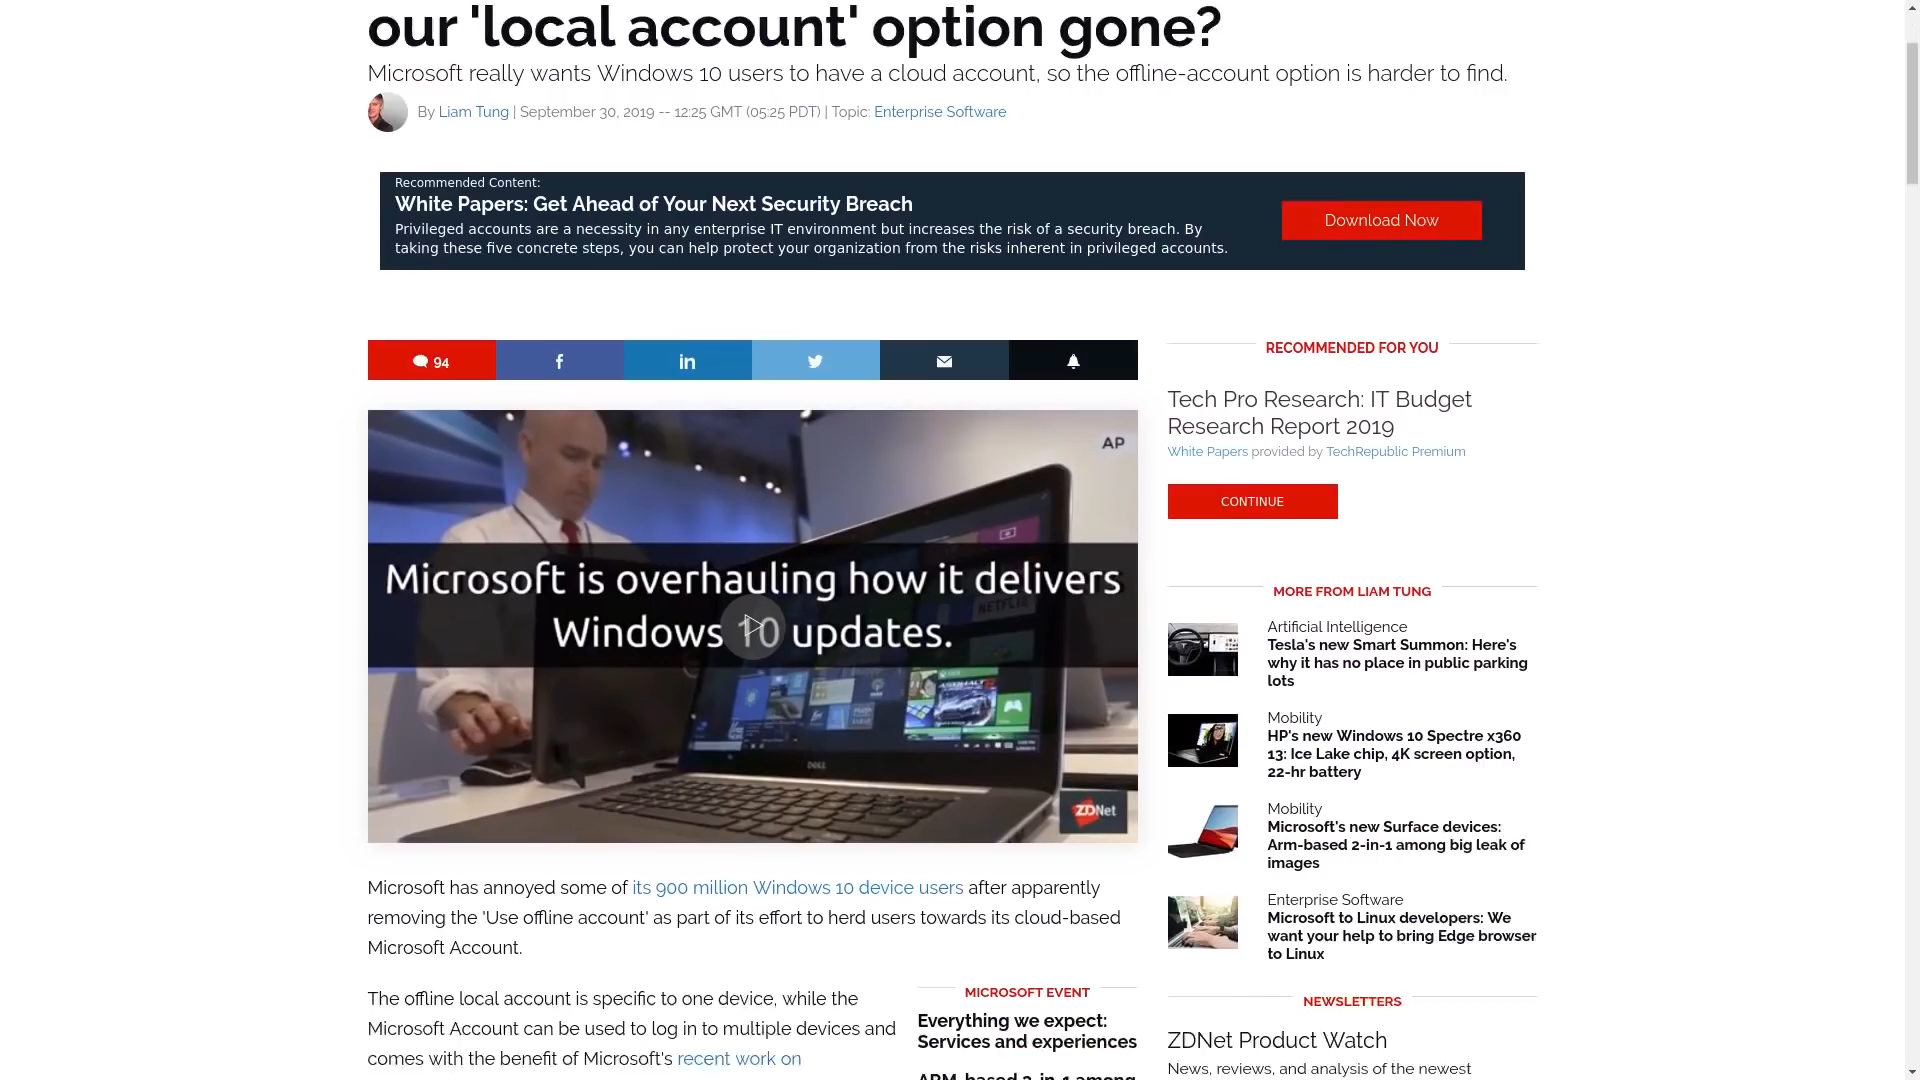 our 'local account' option gone?
Microsoft really wants Windows 10 users to have a cloud account, so the offline-account option is harder to find.
By Liam Tung | September 30, 2019 -- 12:25 GMT (05:25 PDT) | Topic: Enterprise Software
Recommended Content:
White Papers: Get Ahead of Your Next Security Breach
Privileged accounts are a necessity in any enterprise IT environment but increases the risk of a security breach. By
taking these five concrete steps, you can help protect your organization from the risks inherent in privileged accounts.
Download Now
94
AP
Microsoft is overhauling how it delivers
Windows 10 updates.
NETFLIX
DELL
ZDNet
Microsoft has annoyed some of its 900 million Windows 10 device users after apparently
removing the 'Use offline account' as part of its effort to herd users towards its cloud-based
Microsoft Account.
The offline local account is specific to one device, while the
Microsoft Account can be used to log in to multiple devices and
comes with the benefit of Microsoft's recent work on
MICROSOFT EVENT
Everything we expect:
Services and experiences
ARM-based 2-in-1 among
RECOMMENDED FOR YOU
Tech Pro Research: IT Budget
Research Report 2019
White Papers provided by TechRepublic Premium
CONTINUE
MORE FROM LIAM TUNG
Artificial Intelligence
Tesla's new Smart Summon: Here's
why it has no place in public parking
lots
Mobility
HP's new Windows 10 Spectre x360
13: Ice Lake chip, 4K screen option,
22-hr battery
Mobility
Microsoft's new Surface devices:
Arm-based 2-in-1 among big leak of
images
Enterprise Software
Microsoft to Linux developers: We
want your help to bring Edge browser
to Linux
NEWSLETTERS
ZDNet Product Watch
News, reviews, and analysis of the newest